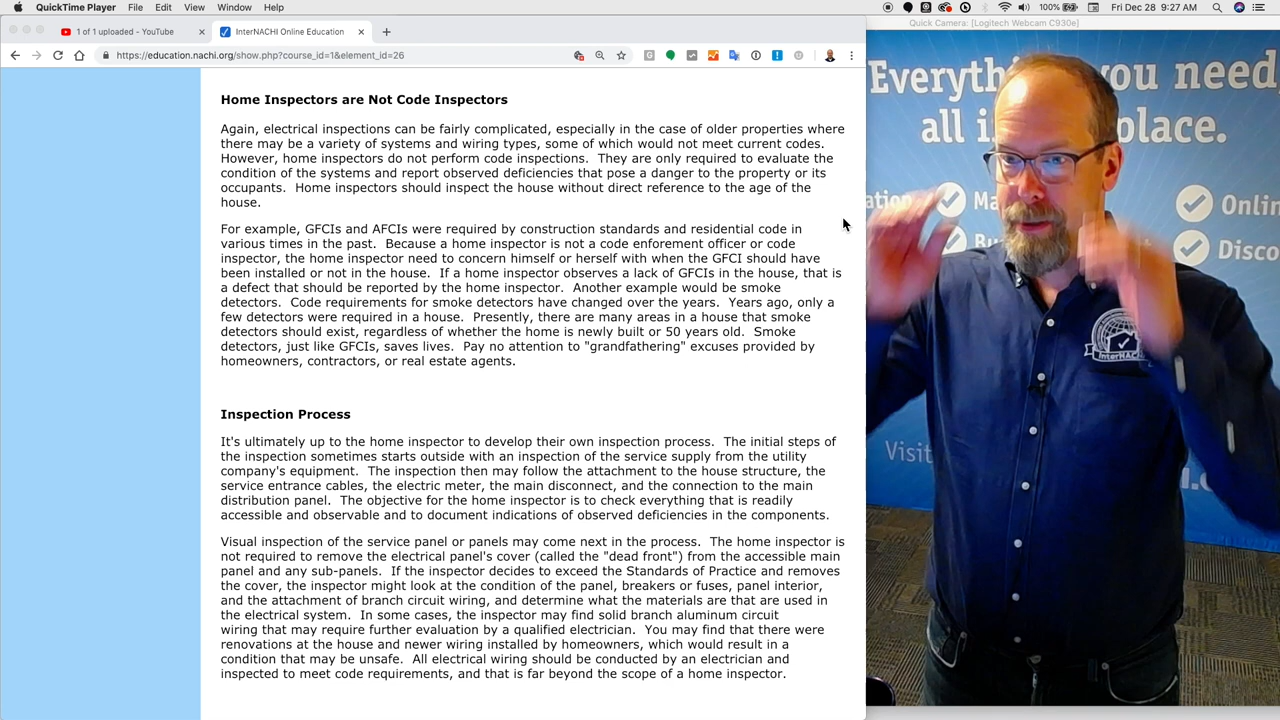 QuickTime Player File Edit View Window Help 100% Fri Dec 28 9:27 AM
Quick Camera: [Logitech Webcam C930e]
1 of 1 uploaded - YouTube InterNACHI Online Education
https://education.nachi.org/show.php?course_id=1&element_id=26
Home Inspectors are Not Code Inspectors
Again, electrical inspections can be fairly complicated, especially in the case of older properties where
there may be a variety of systems and wiring types, some of which would not meet current codes.
However, home inspectors do not perform code inspections. They are only required to evaluate the
condition of the systems and report observed deficiencies that pose a danger to the property or its
occupants. Home inspectors should inspect the house without direct reference to the age of the
house.
For example, GFCIs and AFCIs were required by construction standards and residential code in
various times in the past. Because a home inspector is not a code enforement officer or code
inspector, the home inspector need to concern himself or herself with when the GFCI should have
been installed or not in the house. If a home inspector observes a lack of GFCIs in the house, that is
a defect that should be reported by the home inspector. Another example would be smoke
detectors. Code requirements for smoke detectors have changed over the years. Years ago, only a
few detectors were required in a house. Presently, there are many areas in a house that smoke
detectors should exist, regardless of whether the home is newly built or 50 years old. Smoke
detectors, just like GFCIs, saves lives. Pay no attention to "grandfathering" excuses provided by
homeowners, contractors, or real estate agents.
Inspection Process
It's ultimately up to the home inspector to develop their own inspection process. The initial steps of
the inspection sometimes starts outside with an inspection of the service supply from the utility
company's equipment. The inspection then may follow the attachment to the house structure, the
service entrance cables, the electric meter, the main disconnect, and the connection to the main
distribution panel. The objective for the home inspector is to check everything that is readily
accessible and observable and to document indications of observed deficiencies in the components.
Visual inspection of the service panel or panels may come next in the process. The home inspector is
not required to remove the electrical panel's cover (called the "dead front") from the accessible main
panel and any sub-panels. If the inspector decides to exceed the Standards of Practice and removes
the cover, the inspector might look at the condition of the panel, breakers or fuses, panel interior,
and the attachment of branch circuit wiring, and determine what the materials are that are used in
the electrical system. In some cases, the inspector may find solid branch aluminum circuit
wiring that may require further evaluation by a qualified electrician. You may find that there were
renovations at the house and newer wiring installed by homeowners, which would result in a
condition that may be unsafe. All electrical wiring should be conducted by an electrician and
inspected to meet code requirements, and that is far beyond the scope of a home inspector.
you need,
all place.
Onlin
Disco
InterNAC
Visit